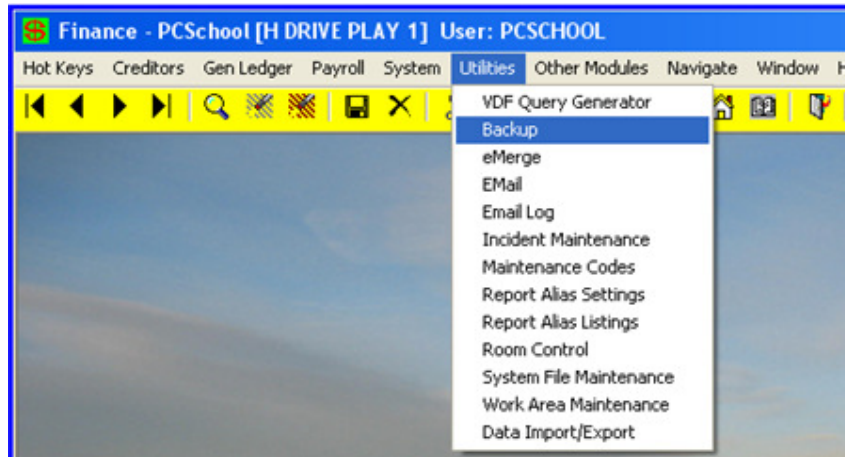 Finance - PCSchool [H DRIVE PLAY 1] User: PCSCHOOL
Hot Keys Creditors Gen Ledger Payroll System Utilities Other Modules Navigate Window H
VDF Query Generator
Backup
eMerge
EMail
Email Log
Incident Maintenance
Maintenance Codes
Report Alias Settings
Report Alias Listings
Room Control
System File Maintenance
Work Area Maintenance
Data Import/Export